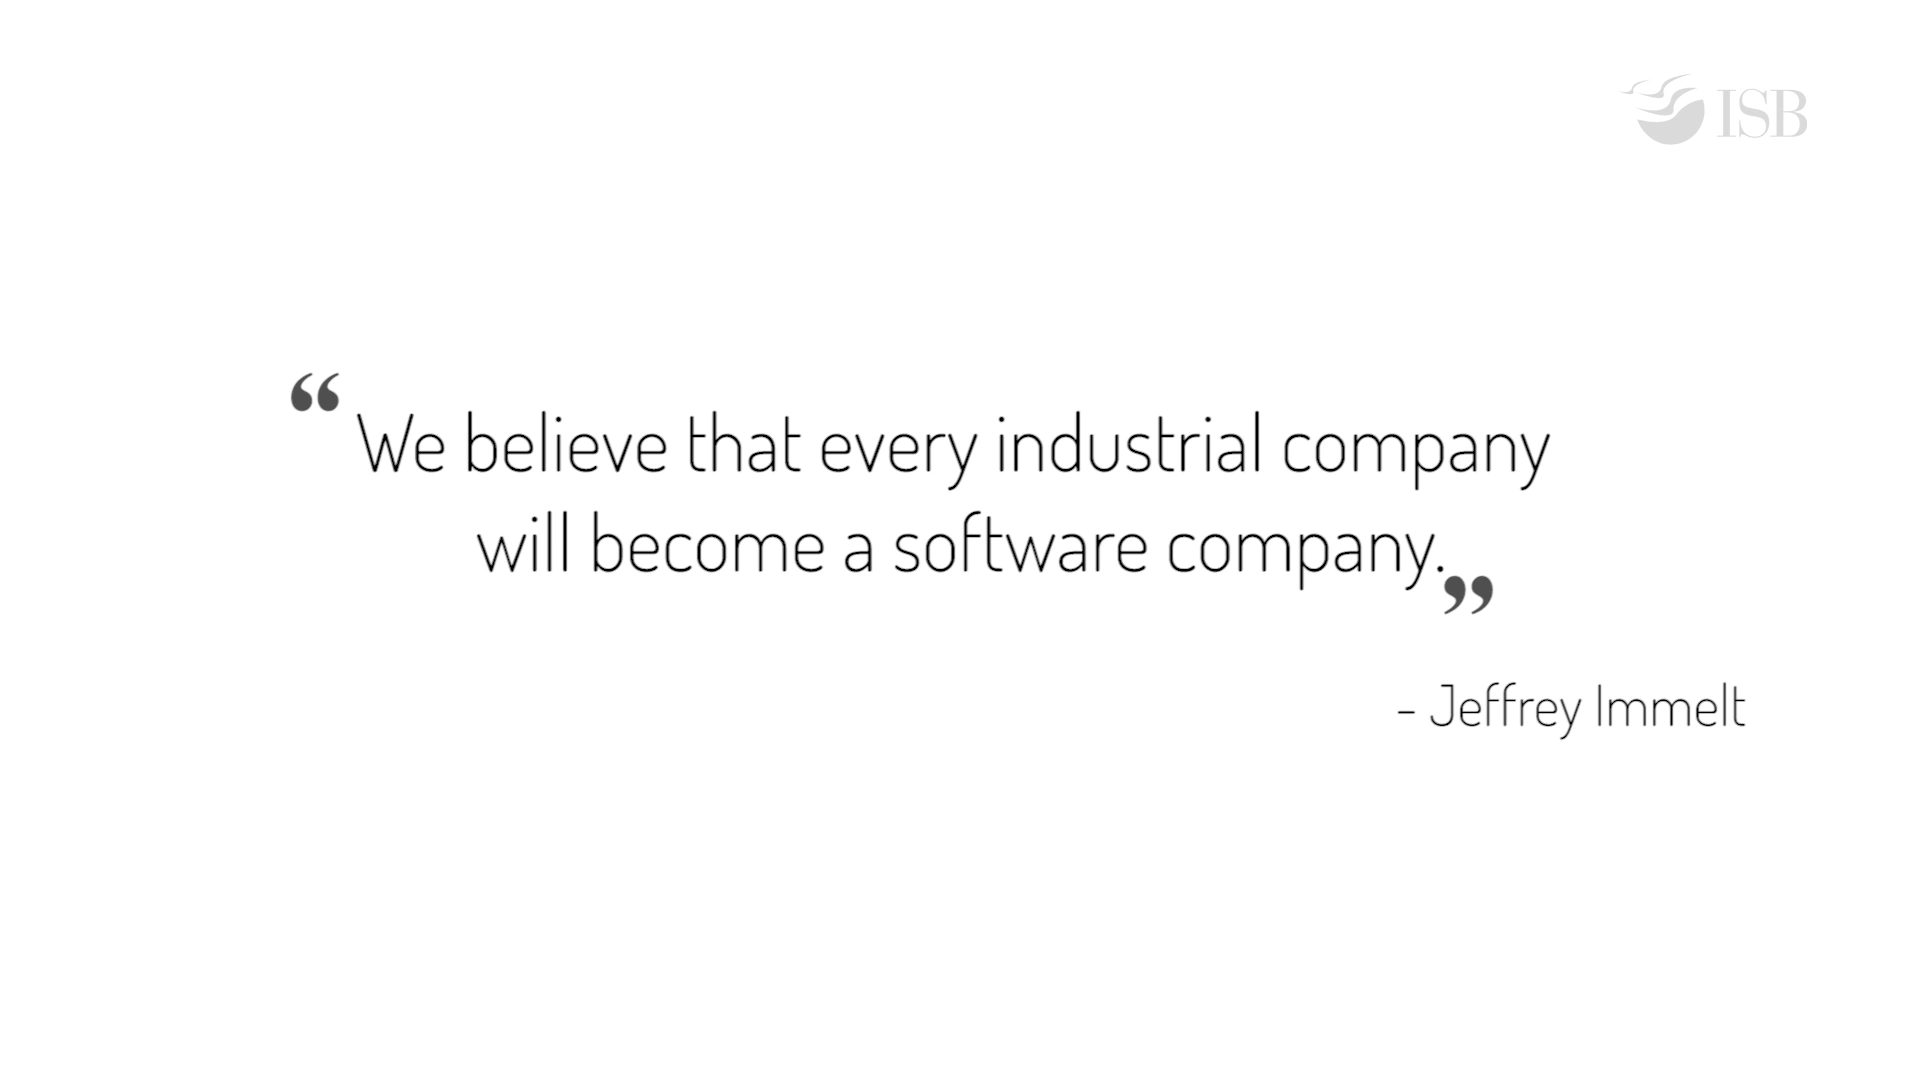 ISB
“We believe that every industrial company
will become a software company.”
- Jeffrey Immelt